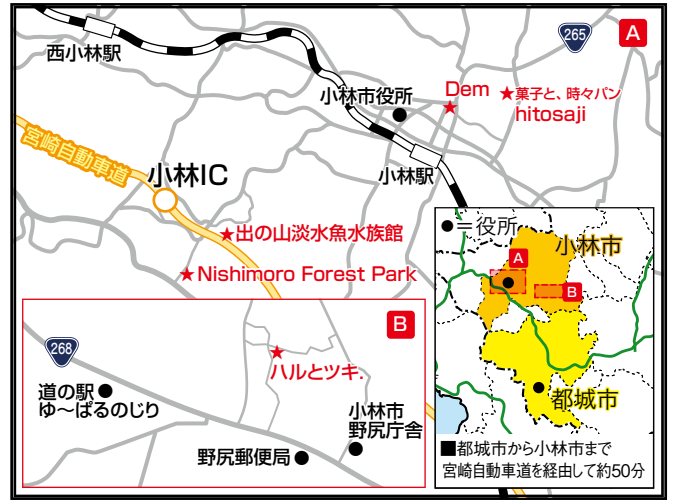 265
A
西小林駅
小林市役所
Dem
★菓子と、時々パン
hitosaji
宮崎自動車道
小林IC
小林駅
★出の山淡水魚水族館
★Nishimoro Forest Park
●＝役所
小林市
A
B
都城市
■都城市から小林市まで
宮崎自動車道を経由して約50分
B
268
ハルとツキ.
道の駅●
ゆ〜ぱるのじり
小林市
野尻庁舎
野尻郵便局